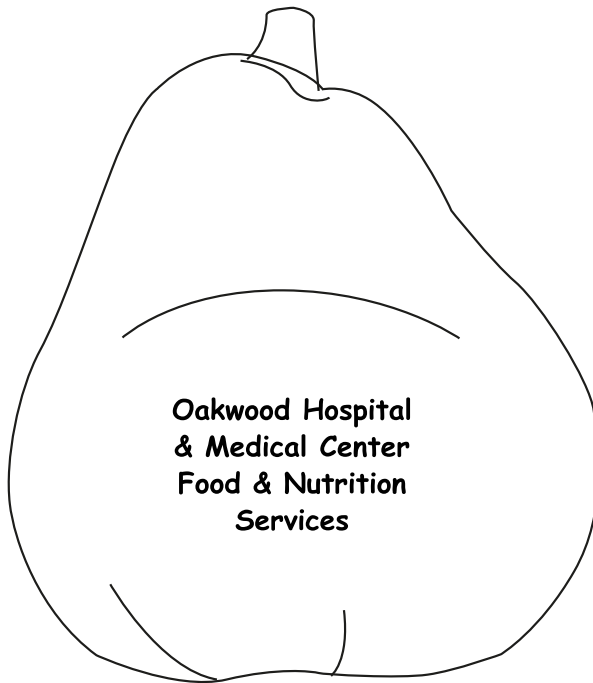 Oakwood Hospital
& Medical Center
Food & Nutrition
Services